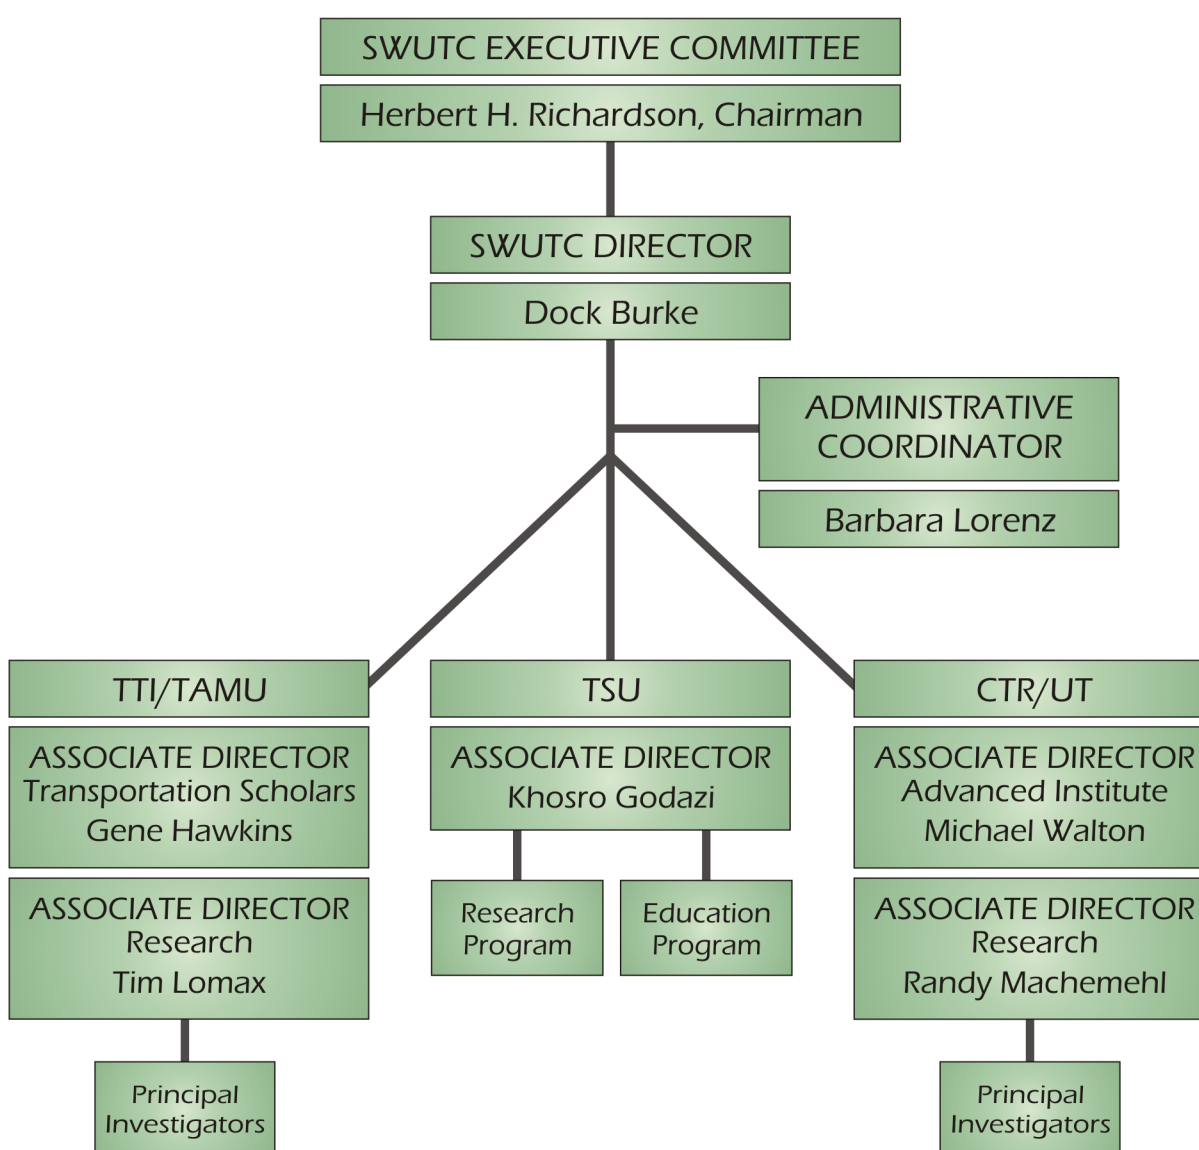 SWUTC EXECUTIVE COMMITTEE
Herbert H. Richardson, Chairman
SWUTC DIRECTOR
Dock Burke
ADMINISTRATIVE
COORDINATOR
Barbara Lorenz
TTI/TAMU
ASSOCIATE DIRECTOR
Transportation Scholars
Gene Hawkins
ASSOCIATE DIRECTOR
Research
Tim Lomax
Principal
Investigators
TSU
ASSOCIATE DIRECTOR
Khosro Godazi
Research
Program
Education
Program
CTR/UT
ASSOCIATE DIRECTOR
Advanced Institute
Michael Walton
ASSOCIATE DIRECTOR
Research
Randy Machemehl
Principal
Investigators